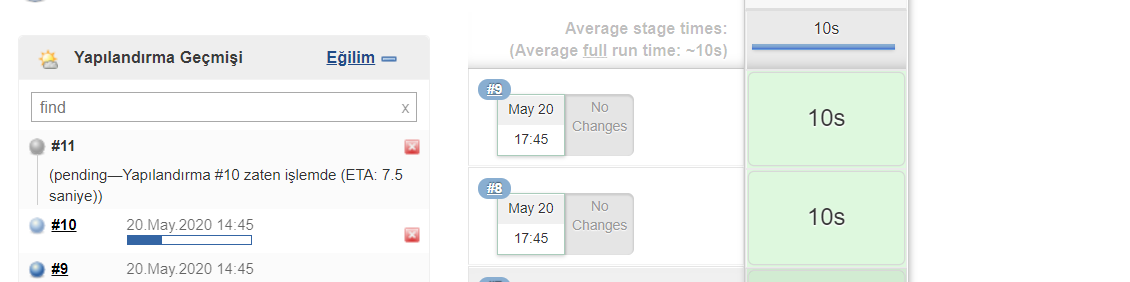 Yapılandırma Geçmişi
Eğilim
find
x
#11
(pending—Yapılandırma #10 zaten işlemde (ETA: 7.5
saniye))
#10
20.May.2020 14:45
#9
20.May.2020 14:45
Average stage times:
(Average full run time: ~10s)
10s
#9
May 20
17:45
No
Changes
10s
#8
May 20
17:45
No
Changes
10s